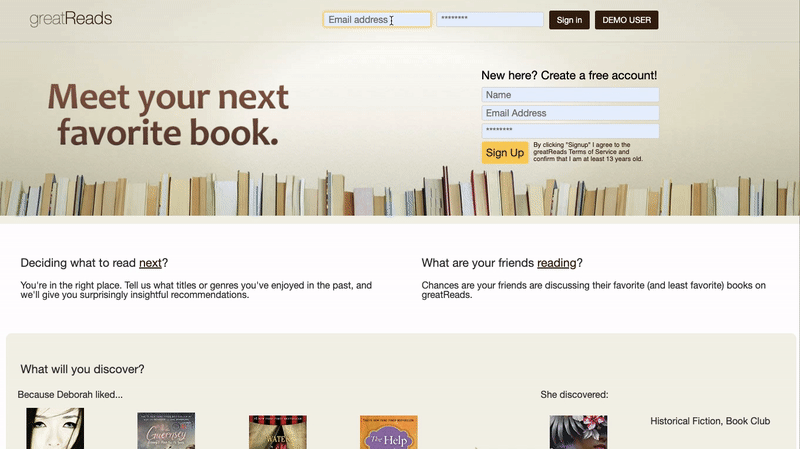 greatReads
Email address
********
Sign in
DEMO USER
Meet your next
favorite book.
New here? Create a free account!
Name
Email Address
********
Sign Up
By clicking "Signup" I agree to the
greatReads Terms of Service and
confirm that I am at least 13 years old.
Deciding what to read next?
You're in the right place. Tell us what titles or genres you've enjoyed in the past, and
we'll give you surprisingly insightful recommendations.
What are your friends reading?
Chances are your friends are discussing their favorite (and least favorite) books on
greatReads.
What will you discover?
Because Deborah liked...
She discovered:
Guernsey
WATER
The Help
Historical Fiction, Book Club